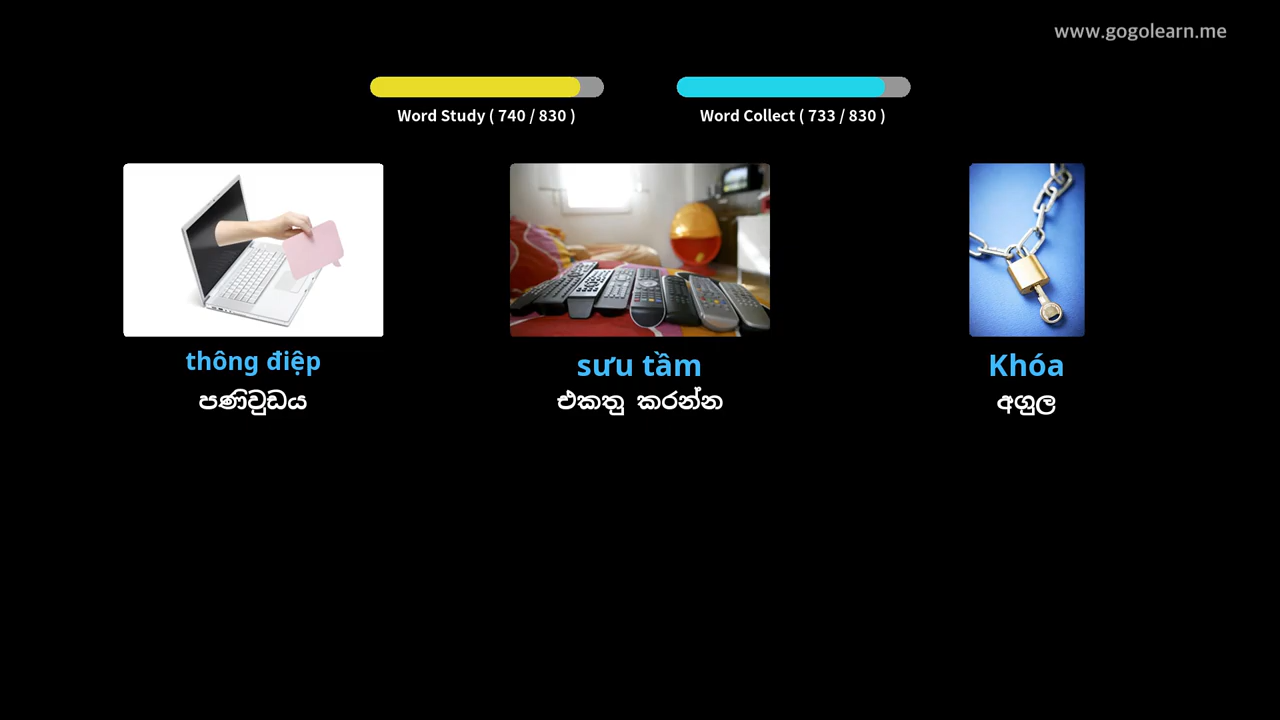 www.gogolearn.me
Word Study ( 740 / 830 )
Word Collect ( 733 / 830 )
thông điệp
පණිවුඩය
sưu tầm
එකතු කරන්න
Khóa
අගුල